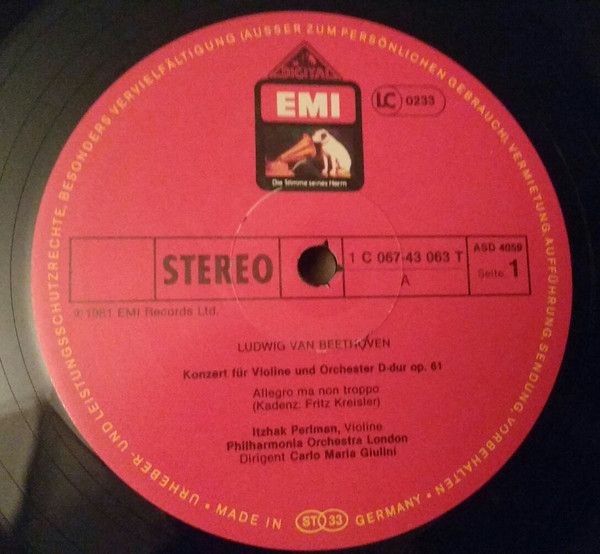 URHEBER- UND LEISTUNGSSCHUTZRECHTE, BESONDERS VERVIELFÄLTIGUNG (AUSSER ZUM PERSÖNLICHEN GEBRAUCH), VERMIETUNG, AUFFÜHRUNG, SENDUNG, VORBEHALTEN •
DIGITAL
EMI
Die Stimme seines Herrn
LC 0233
STEREO
1 C 067-43 063 T
A
ASD 4059
Seite 1
℗ 1981 EMI Records Ltd.
LUDWIG VAN BEETHOVEN
Konzert für Violine und Orchester D-dur op. 61
Allegro ma non troppo
(Kadenz: Fritz Kreisler)
Itzhak Perlman, Violine
Philharmonia Orchestra London
Dirigent Carlo Maria Giulini
• MADE IN ST 33 GERMANY •